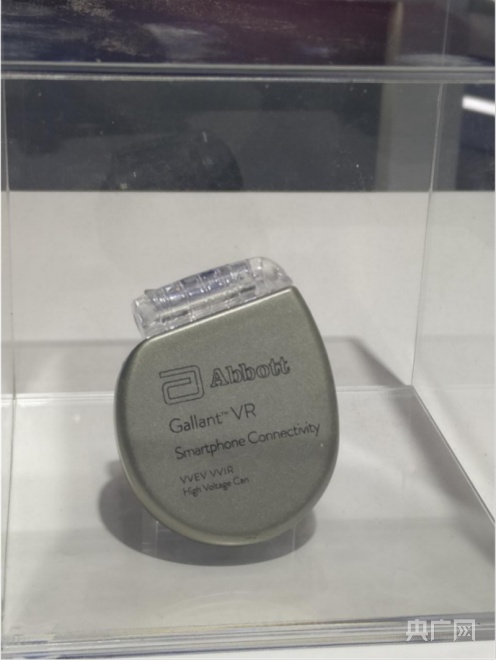 Abbott
Gallant™ VR
Smartphone Connectivity
VVEV VVIR
High Voltage Can
央广网